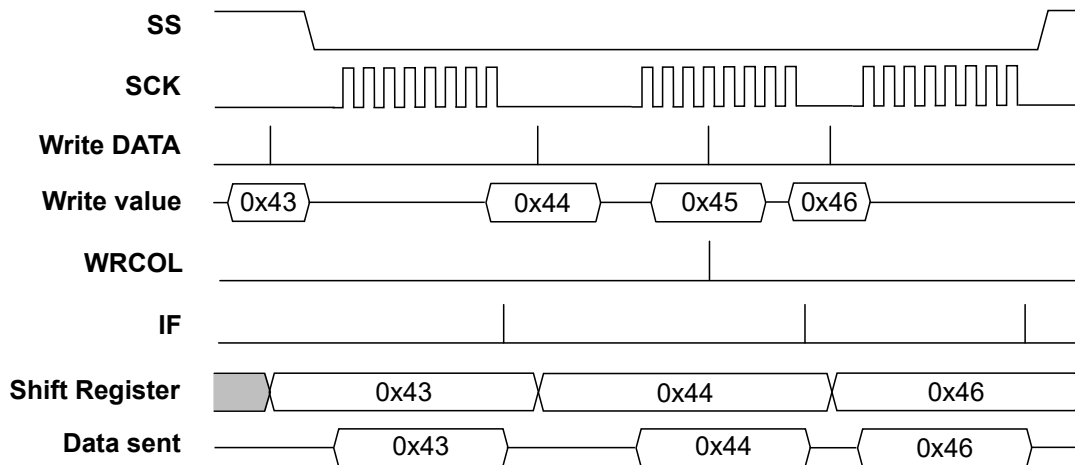 SS
SCK
Write DATA
Write value 0x43 0x44 0x45 0x46
WRCOL
IF
Shift Register 0x43 0x44 0x46
Data sent 0x43 0x44 0x46